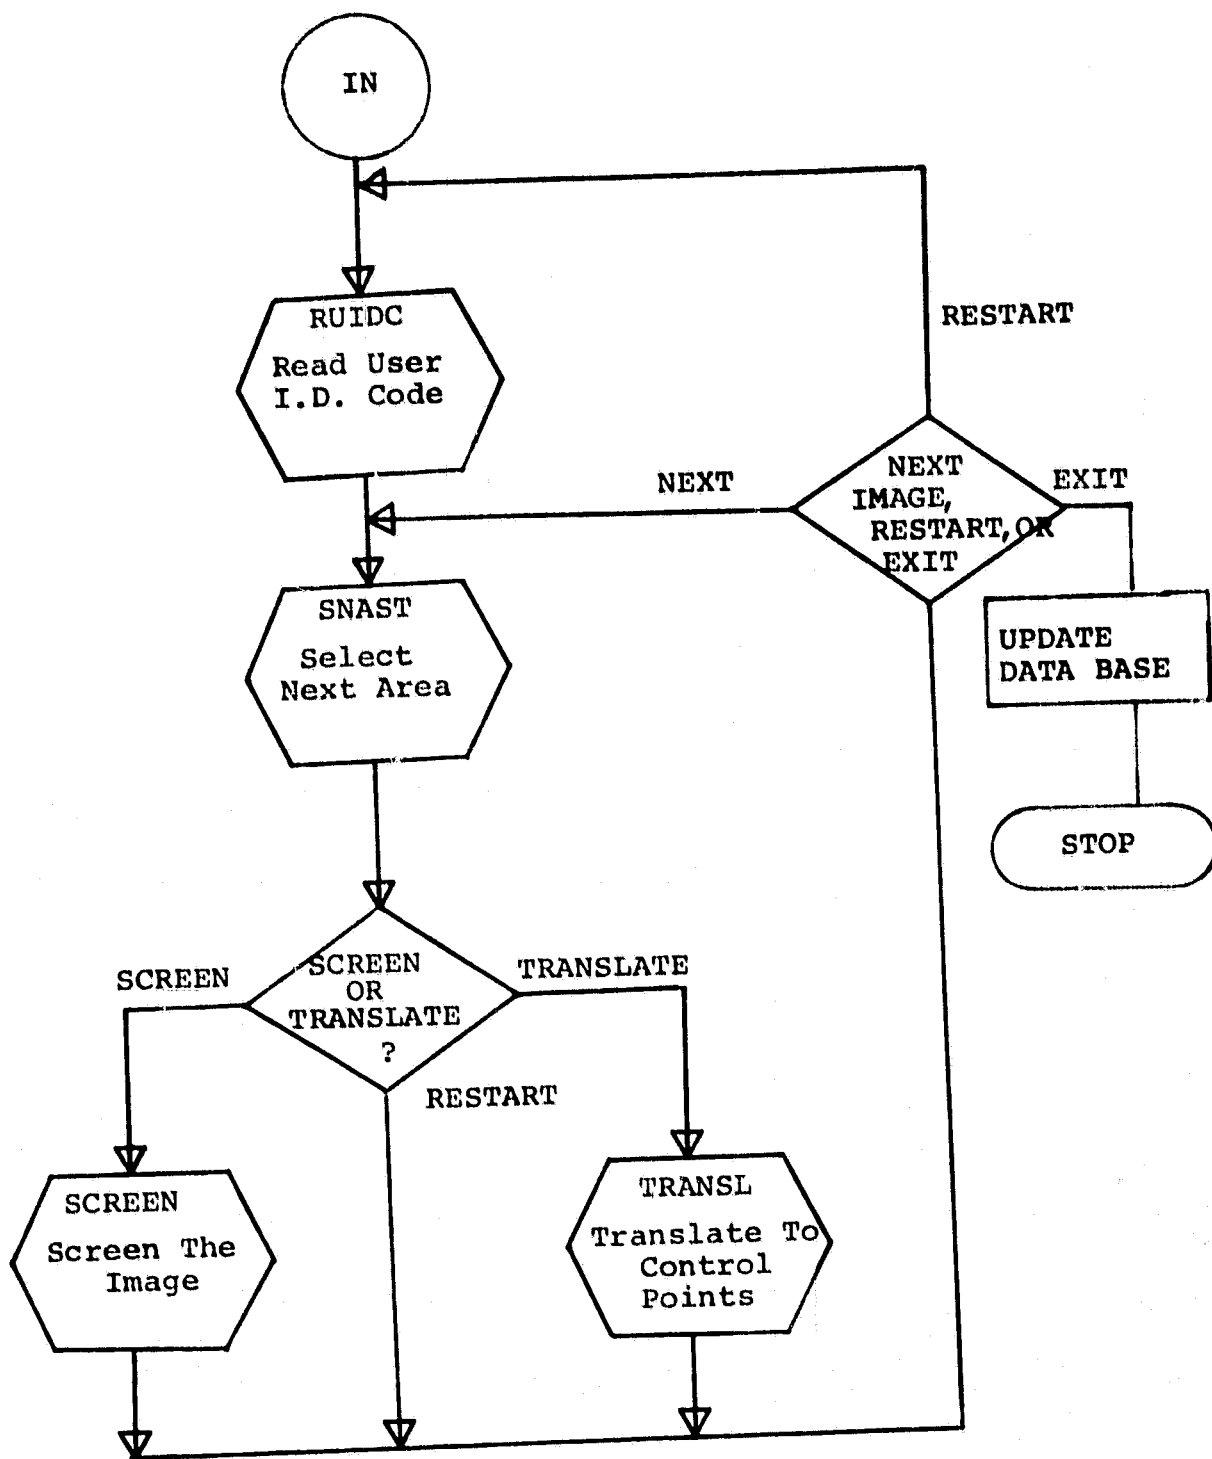 IN
RUIDC
Read User
I.D. Code
RESTART
NEXT
NEXT
IMAGE,
RESTART,OR
EXIT
EXIT
SNAST
Select
Next Area
UPDATE
DATA BASE
STOP
SCREEN
SCREEN
OR
TRANSLATE
?
TRANSLATE
RESTART
SCREEN
Screen The
Image
TRANSL
Translate To
Control
Points